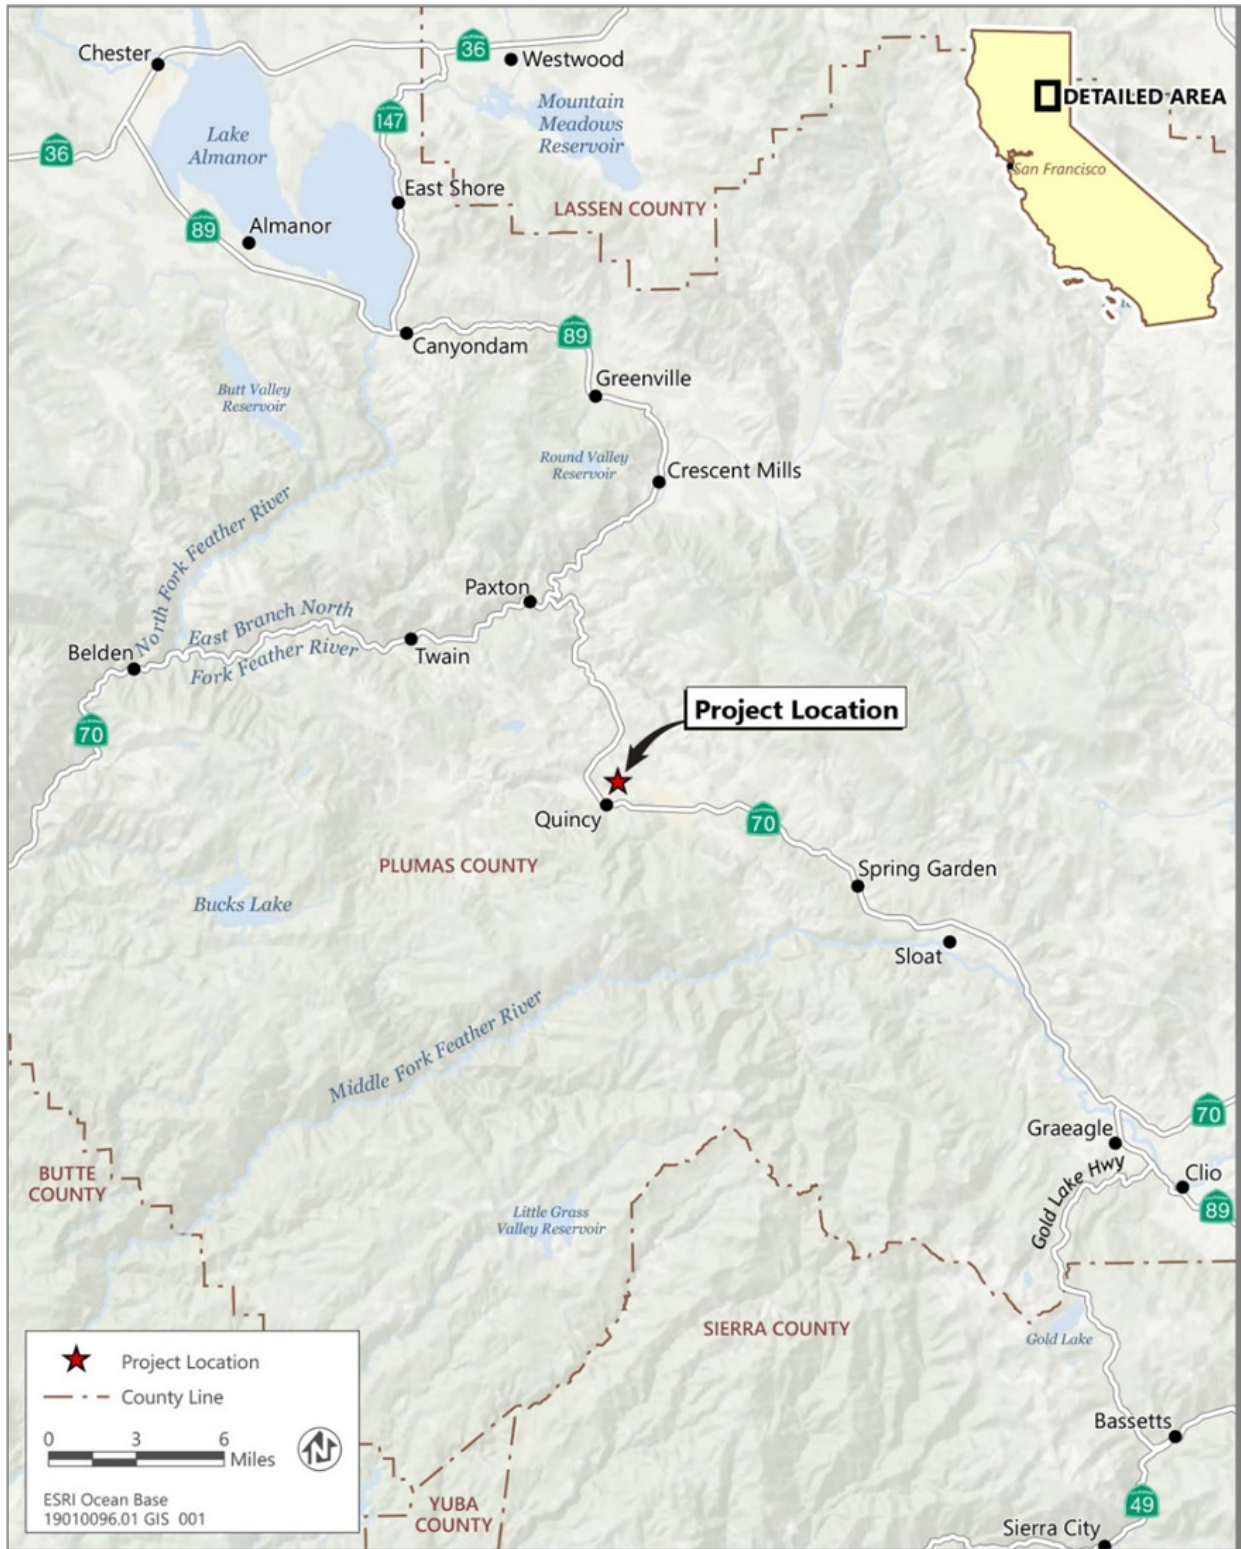 Chester
36
Westwood
147
Mountain
Meadows
Reservoir
DETAILED AREA
San Francisco
36
Lake
Almanor
East Shore
LASSEN COUNTY
89
Almanor
Canyondam
89
Greenville
Butt Valley
Reservoir
Round Valley
Reservoir
Crescent Mills
North Fork Feather River
Paxton
East Branch North
Fork Feather River
Belden
Twain
70
Project Location
Quincy
70
PLUMAS COUNTY
Spring Garden
Bucks Lake
Sloat
Middle Fork Feather River
70
Graeagle
Gold Lake Hwy
Clio
89
BUTTE
COUNTY
Little Grass
Valley Reservoir
SIERRA COUNTY
Gold Lake
Bassetts
49
Sierra City
YUBA
COUNTY
Project Location
County Line
0 3 6
Miles
N
ESRI Ocean Base
19010096.01 GIS 001